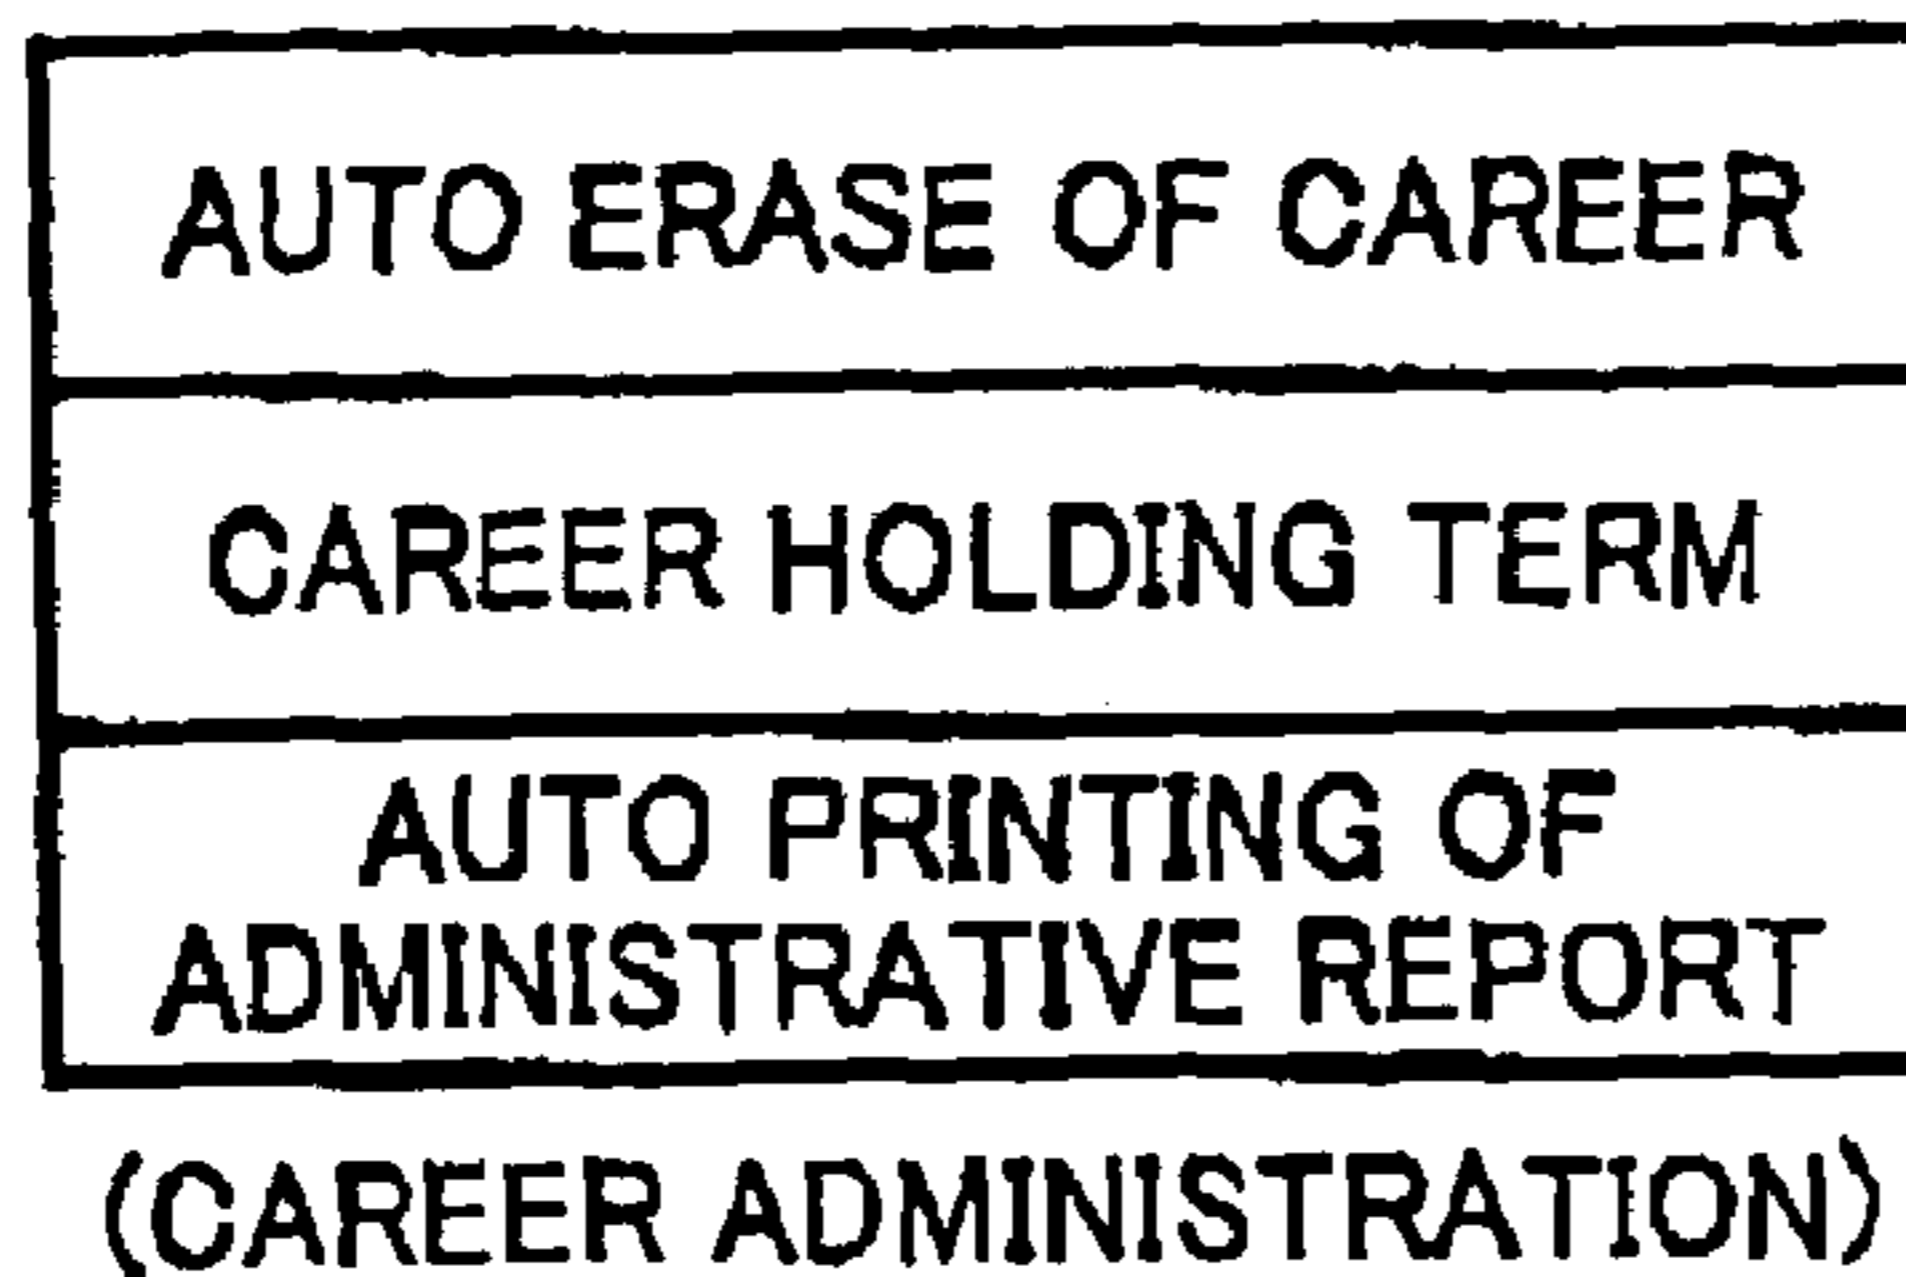 AUTO ERASE OF CAREER
CAREER HOLDING TERM
AUTO PRINTING OF
ADMINISTRATIVE REPORT
(CAREER ADMINISTRATION)